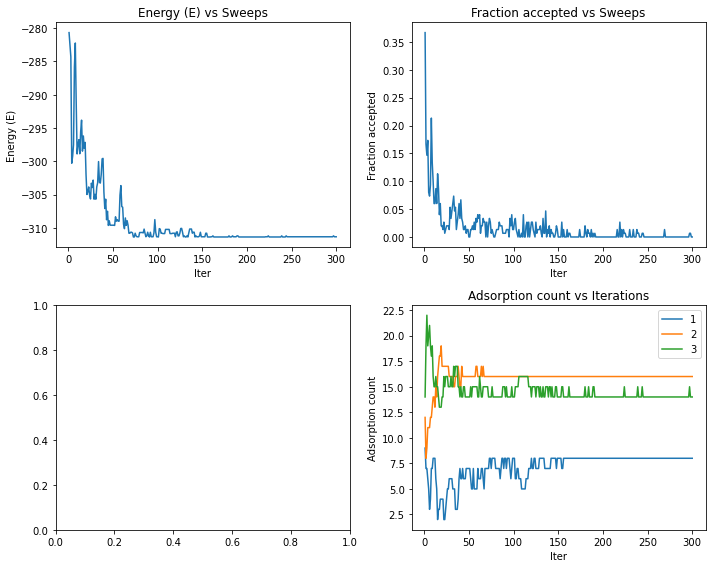 Energy (E) vs Sweeps
Energy (E)
−280
−285
−290
−295
−300
−305
−310
0 50 100 150 200 250 300
Iter
Fraction accepted vs Sweeps
Fraction accepted
0.35
0.30
0.25
0.20
0.15
0.10
0.05
0.00
0 50 100 150 200 250 300
Iter
1.0
0.8
0.6
0.4
0.2
0.0
0.0 0.2 0.4 0.6 0.8 1.0
Adsorption count vs Iterations
Adsorption count
22.5
20.0
17.5
15.0
12.5
10.0
7.5
5.0
2.5
0 50 100 150 200 250 300
Iter
1
2
3